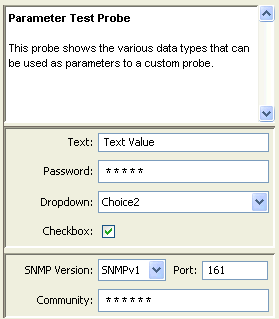 Parameter Test Probe
This probe shows the various data types that can
be used as parameters to a custom probe.
Text: Text Value
Password: *****
Dropdown: Choice2
Checkbox:
SNMP Version: SNMPv1 Port: 161
Community: ******